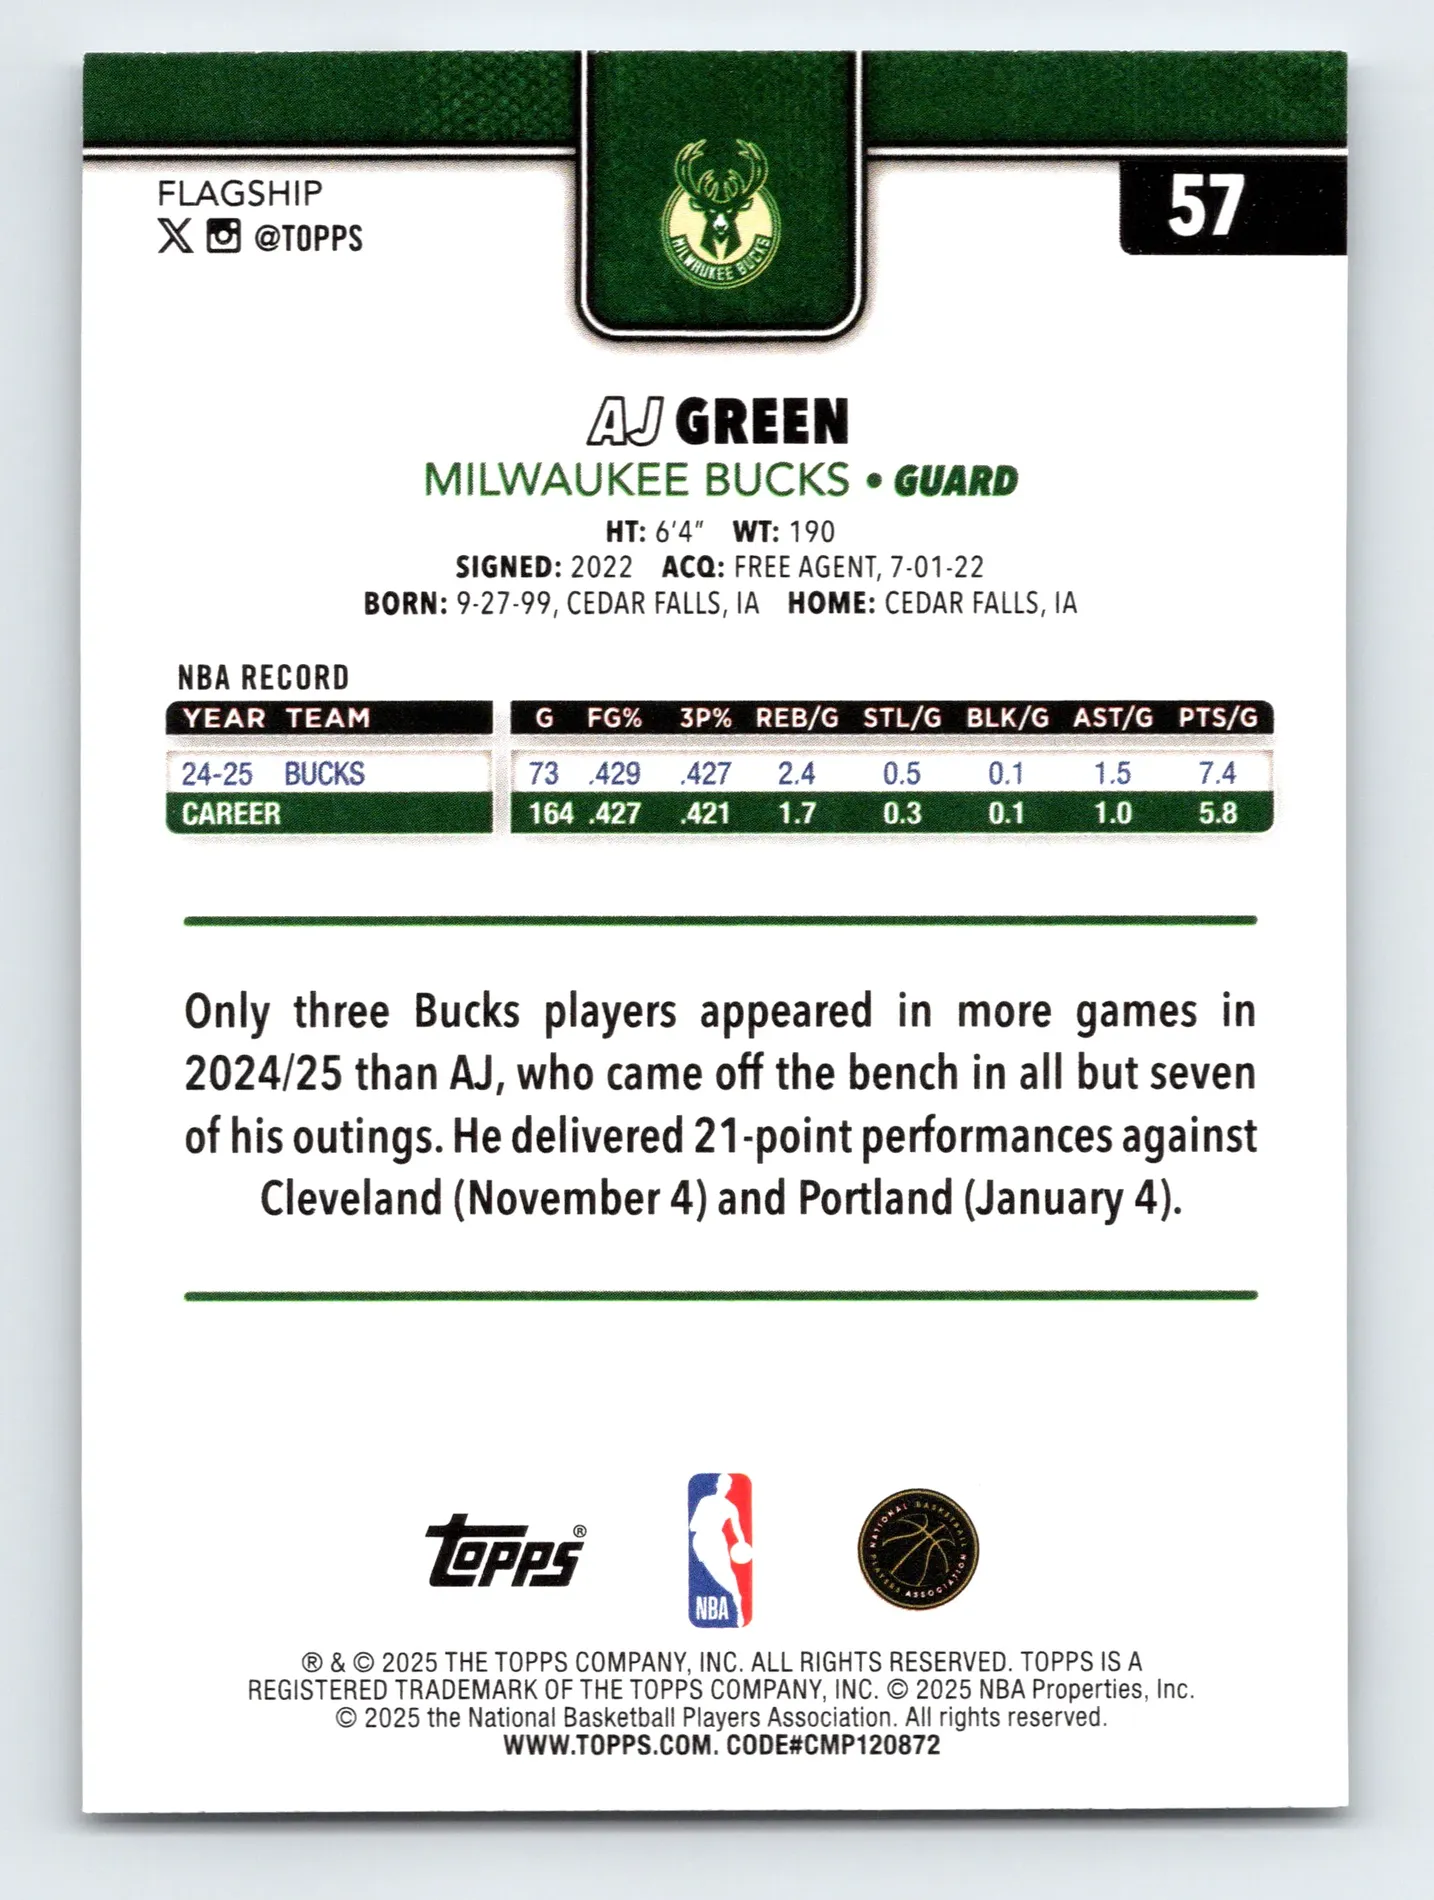 FLAGSHIP
@TOPPS
57
MILWAUKEE BUCKS
AJ GREEN
MILWAUKEE BUCKS • GUARD
HT: 6'4" WT: 190
SIGNED: 2022 ACQ: FREE AGENT, 7-01-22
BORN: 9-27-99, CEDAR FALLS, IA HOME: CEDAR FALLS, IA
NBA RECORD
YEAR TEAM G FG% 3P% REB/G STL/G BLK/G AST/G PTS/G
24-25 BUCKS 73 .429 .427 2.4 0.5 0.1 1.5 7.4
CAREER 164 .427 .421 1.7 0.3 0.1 1.0 5.8
Only three Bucks players appeared in more games in
2024/25 than AJ, who came off the bench in all but seven
of his outings. He delivered 21-point performances against
Cleveland (November 4) and Portland (January 4).
topps®
NBA
NATIONAL BASKETBALL PLAYERS ASSOCIATION
® & © 2025 THE TOPPS COMPANY, INC. ALL RIGHTS RESERVED. TOPPS IS A
REGISTERED TRADEMARK OF THE TOPPS COMPANY, INC. © 2025 NBA Properties, Inc.
© 2025 the National Basketball Players Association. All rights reserved.
WWW.TOPPS.COM. CODE#CMP120872